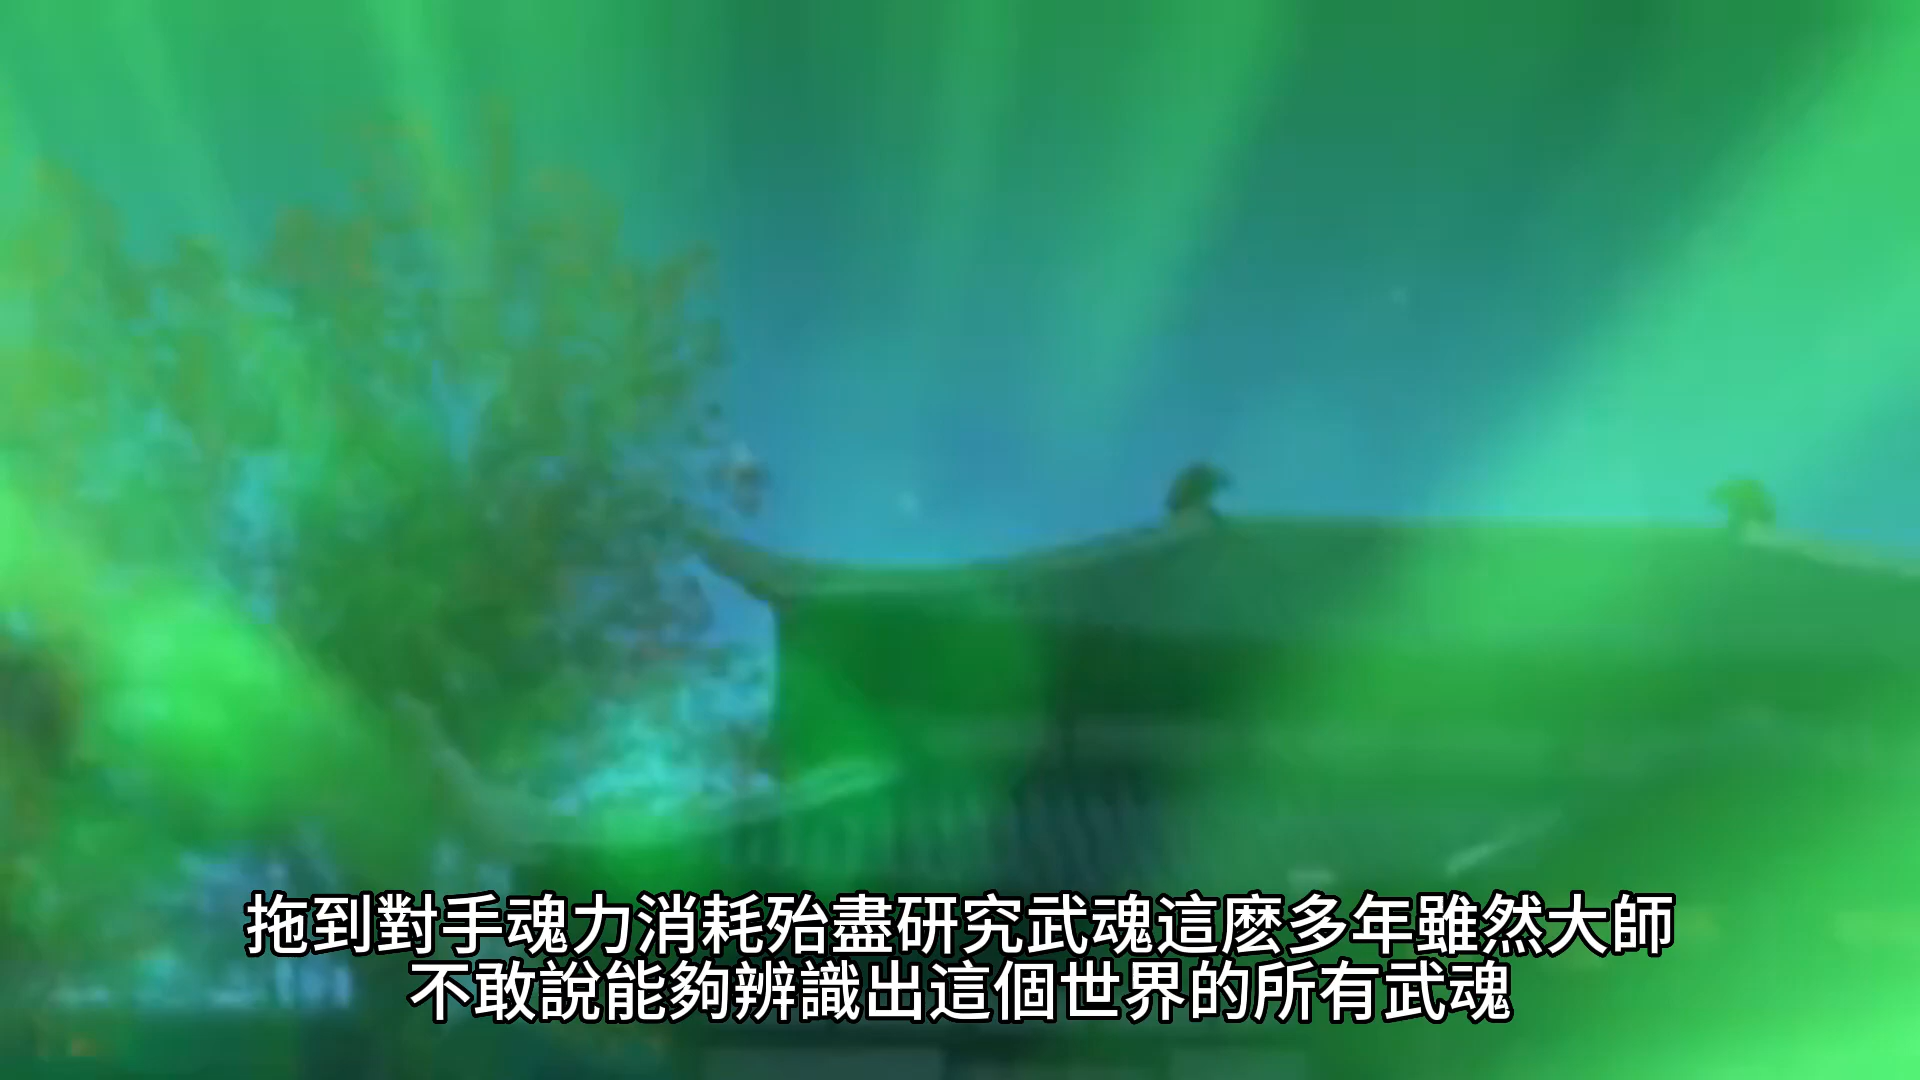 拖到對手魂力消耗殆盡研究武魂這麽多年雖然大師
不敢說能夠辨識出這個世界的所有武魂